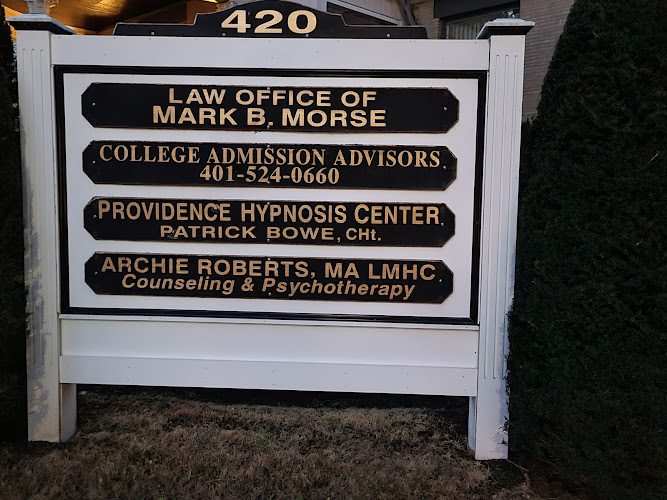 420
LAW OFFICE OF
MARK B. MORSE
COLLEGE ADMISSION ADVISORS
401-524-0660
PROVIDENCE HYPNOSIS CENTER
PATRICK BOWE, CHt.
ARCHIE ROBERTS, MA LMHC
Counseling & Psychotherapy